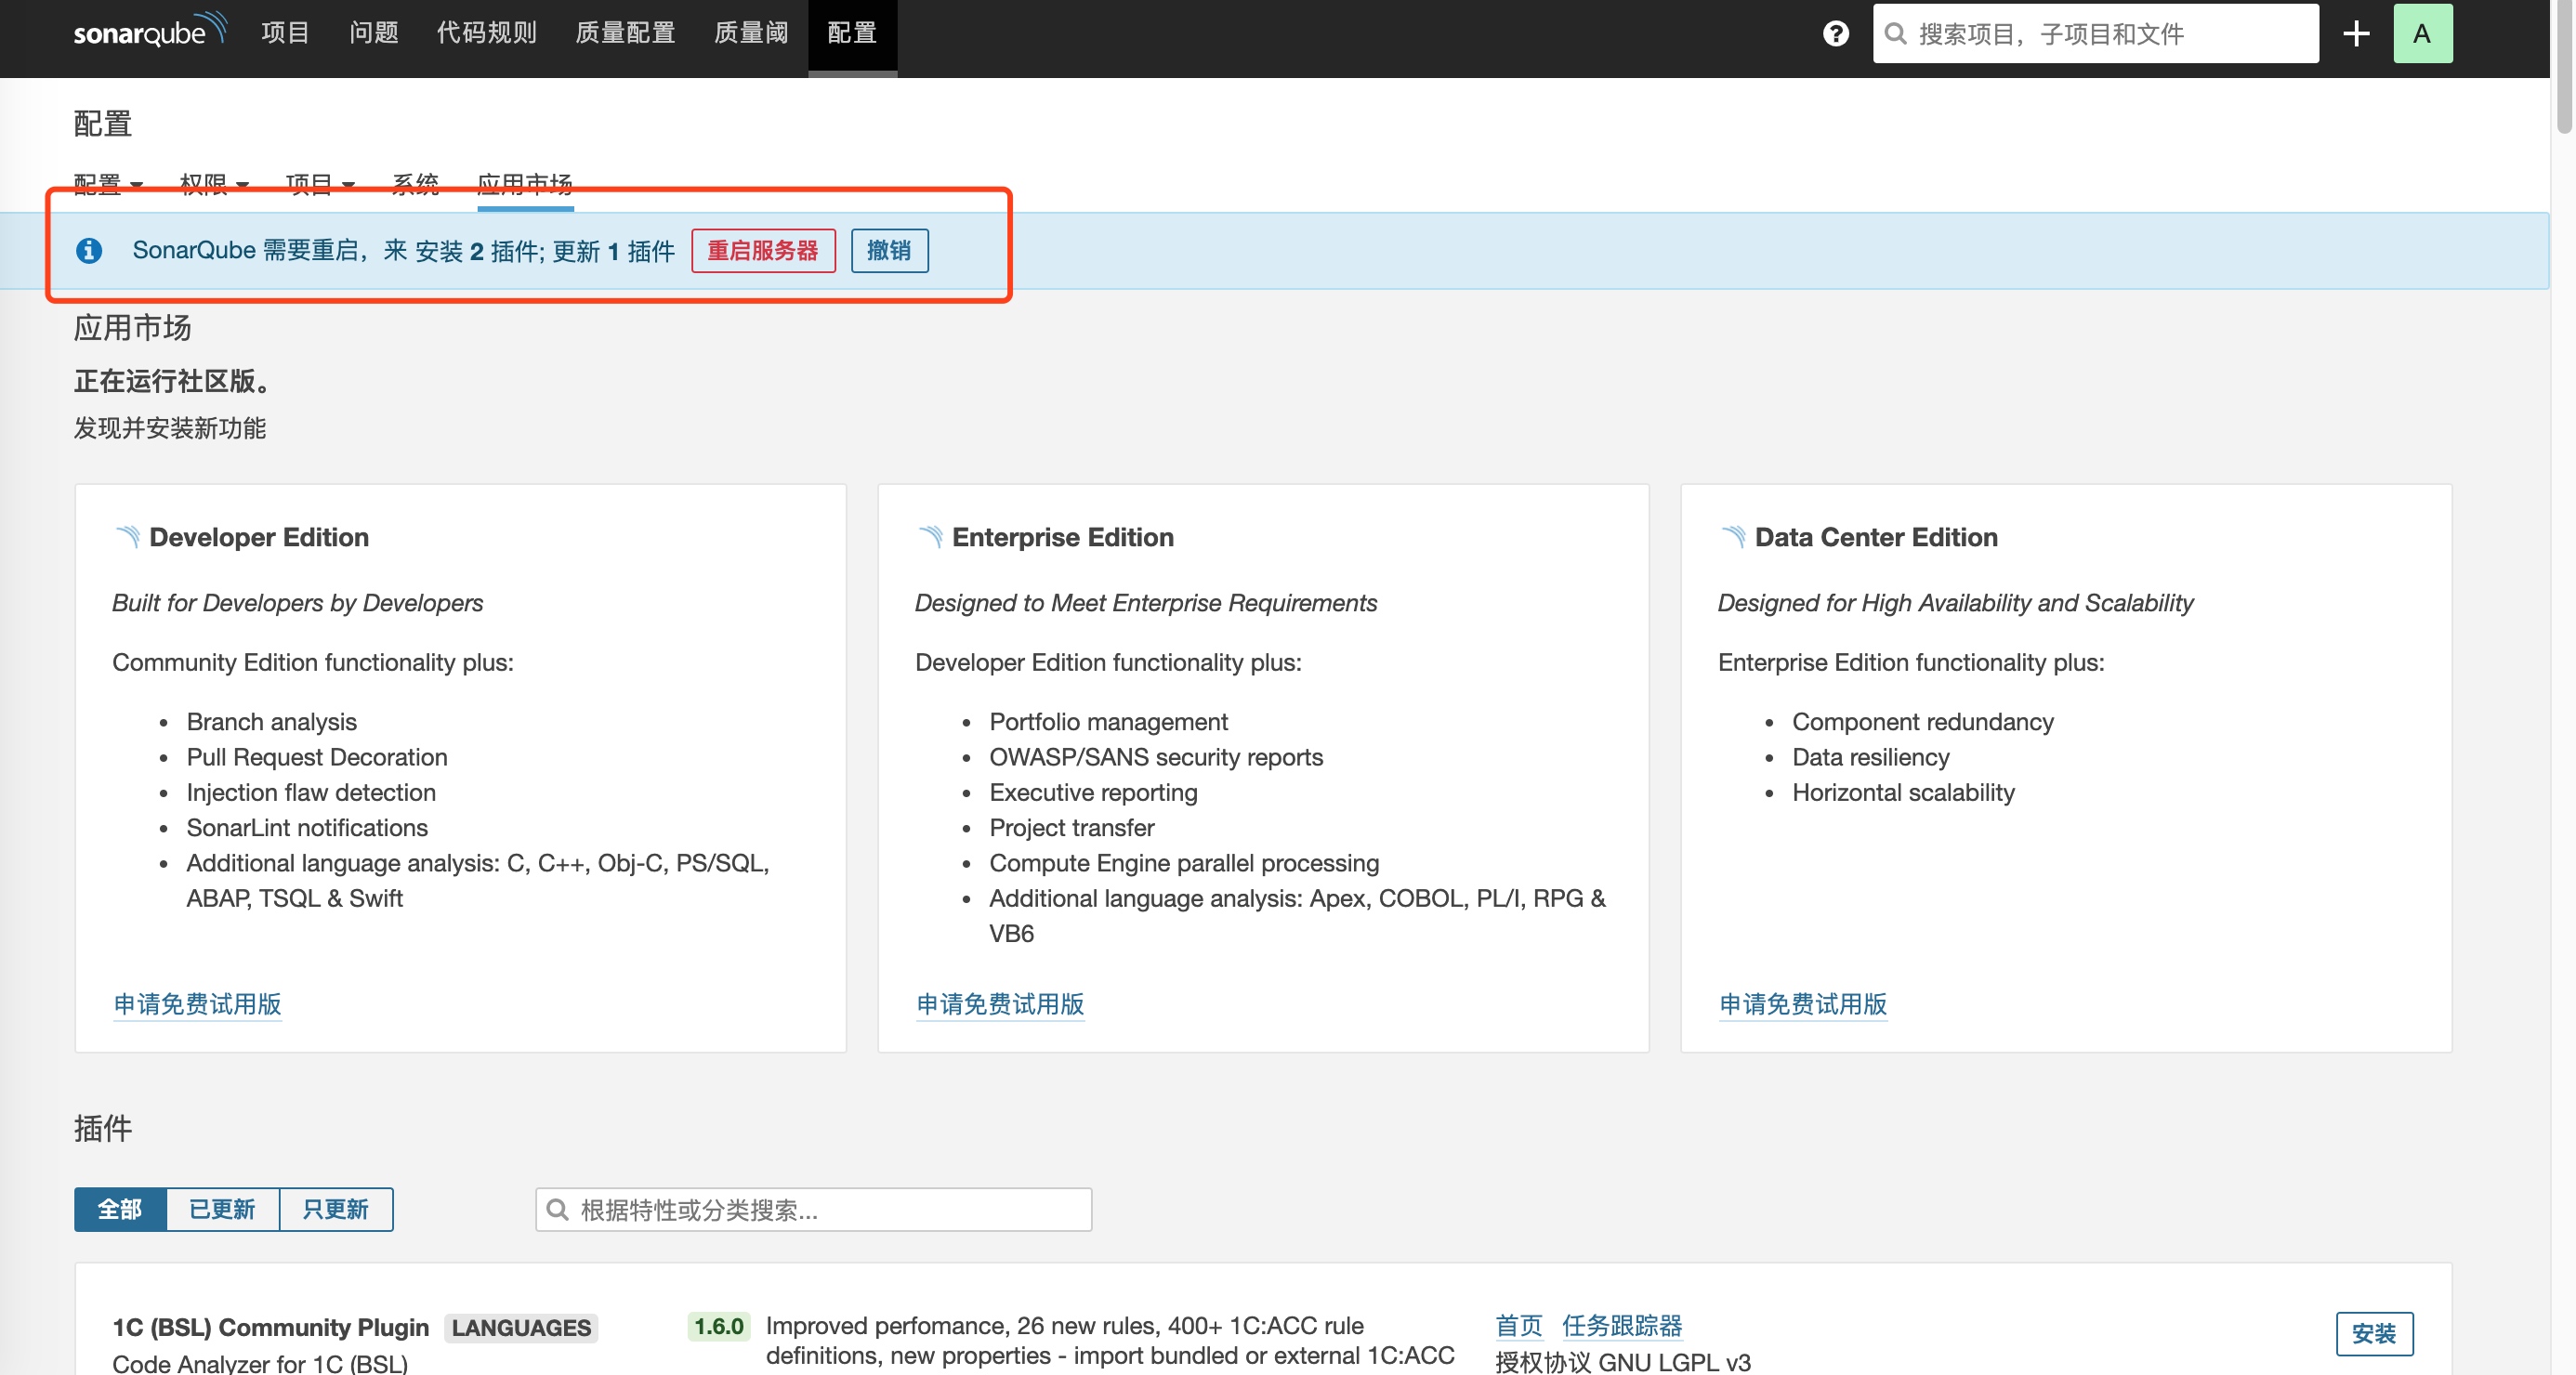 sonarqube 项目 问题 代码规则 质量配置 质量阈 配置 搜索项目，子项目和文件 A
配置
配置 权限 项目 系统 应用市场
SonarQube 需要重启，来 安装 2 插件; 更新 1 插件 重启服务器 撤销
应用市场
正在运行社区版。
发现并安装新功能
Developer Edition
Built for Developers by Developers
Community Edition functionality plus:
Branch analysis
Pull Request Decoration
Injection flaw detection
SonarLint notifications
Additional language analysis: C, C++, Obj-C, PS/SQL,
ABAP, TSQL & Swift
申请免费试用版
Enterprise Edition
Designed to Meet Enterprise Requirements
Developer Edition functionality plus:
Portfolio management
OWASP/SANS security reports
Executive reporting
Project transfer
Compute Engine parallel processing
Additional language analysis: Apex, COBOL, PL/I, RPG &
VB6
申请免费试用版
Data Center Edition
Designed for High Availability and Scalability
Enterprise Edition functionality plus:
Component redundancy
Data resiliency
Horizontal scalability
申请免费试用版
插件
全部 已更新 只更新 根据特性或分类搜索...
1C (BSL) Community Plugin LANGUAGES
Code Analyzer for 1C (BSL)
1.6.0 Improved perfomance, 26 new rules, 400+ 1C:ACC rule
definitions, new properties - import bundled or external 1C:ACC
首页 任务跟踪器
授权协议 GNU LGPL v3
安装